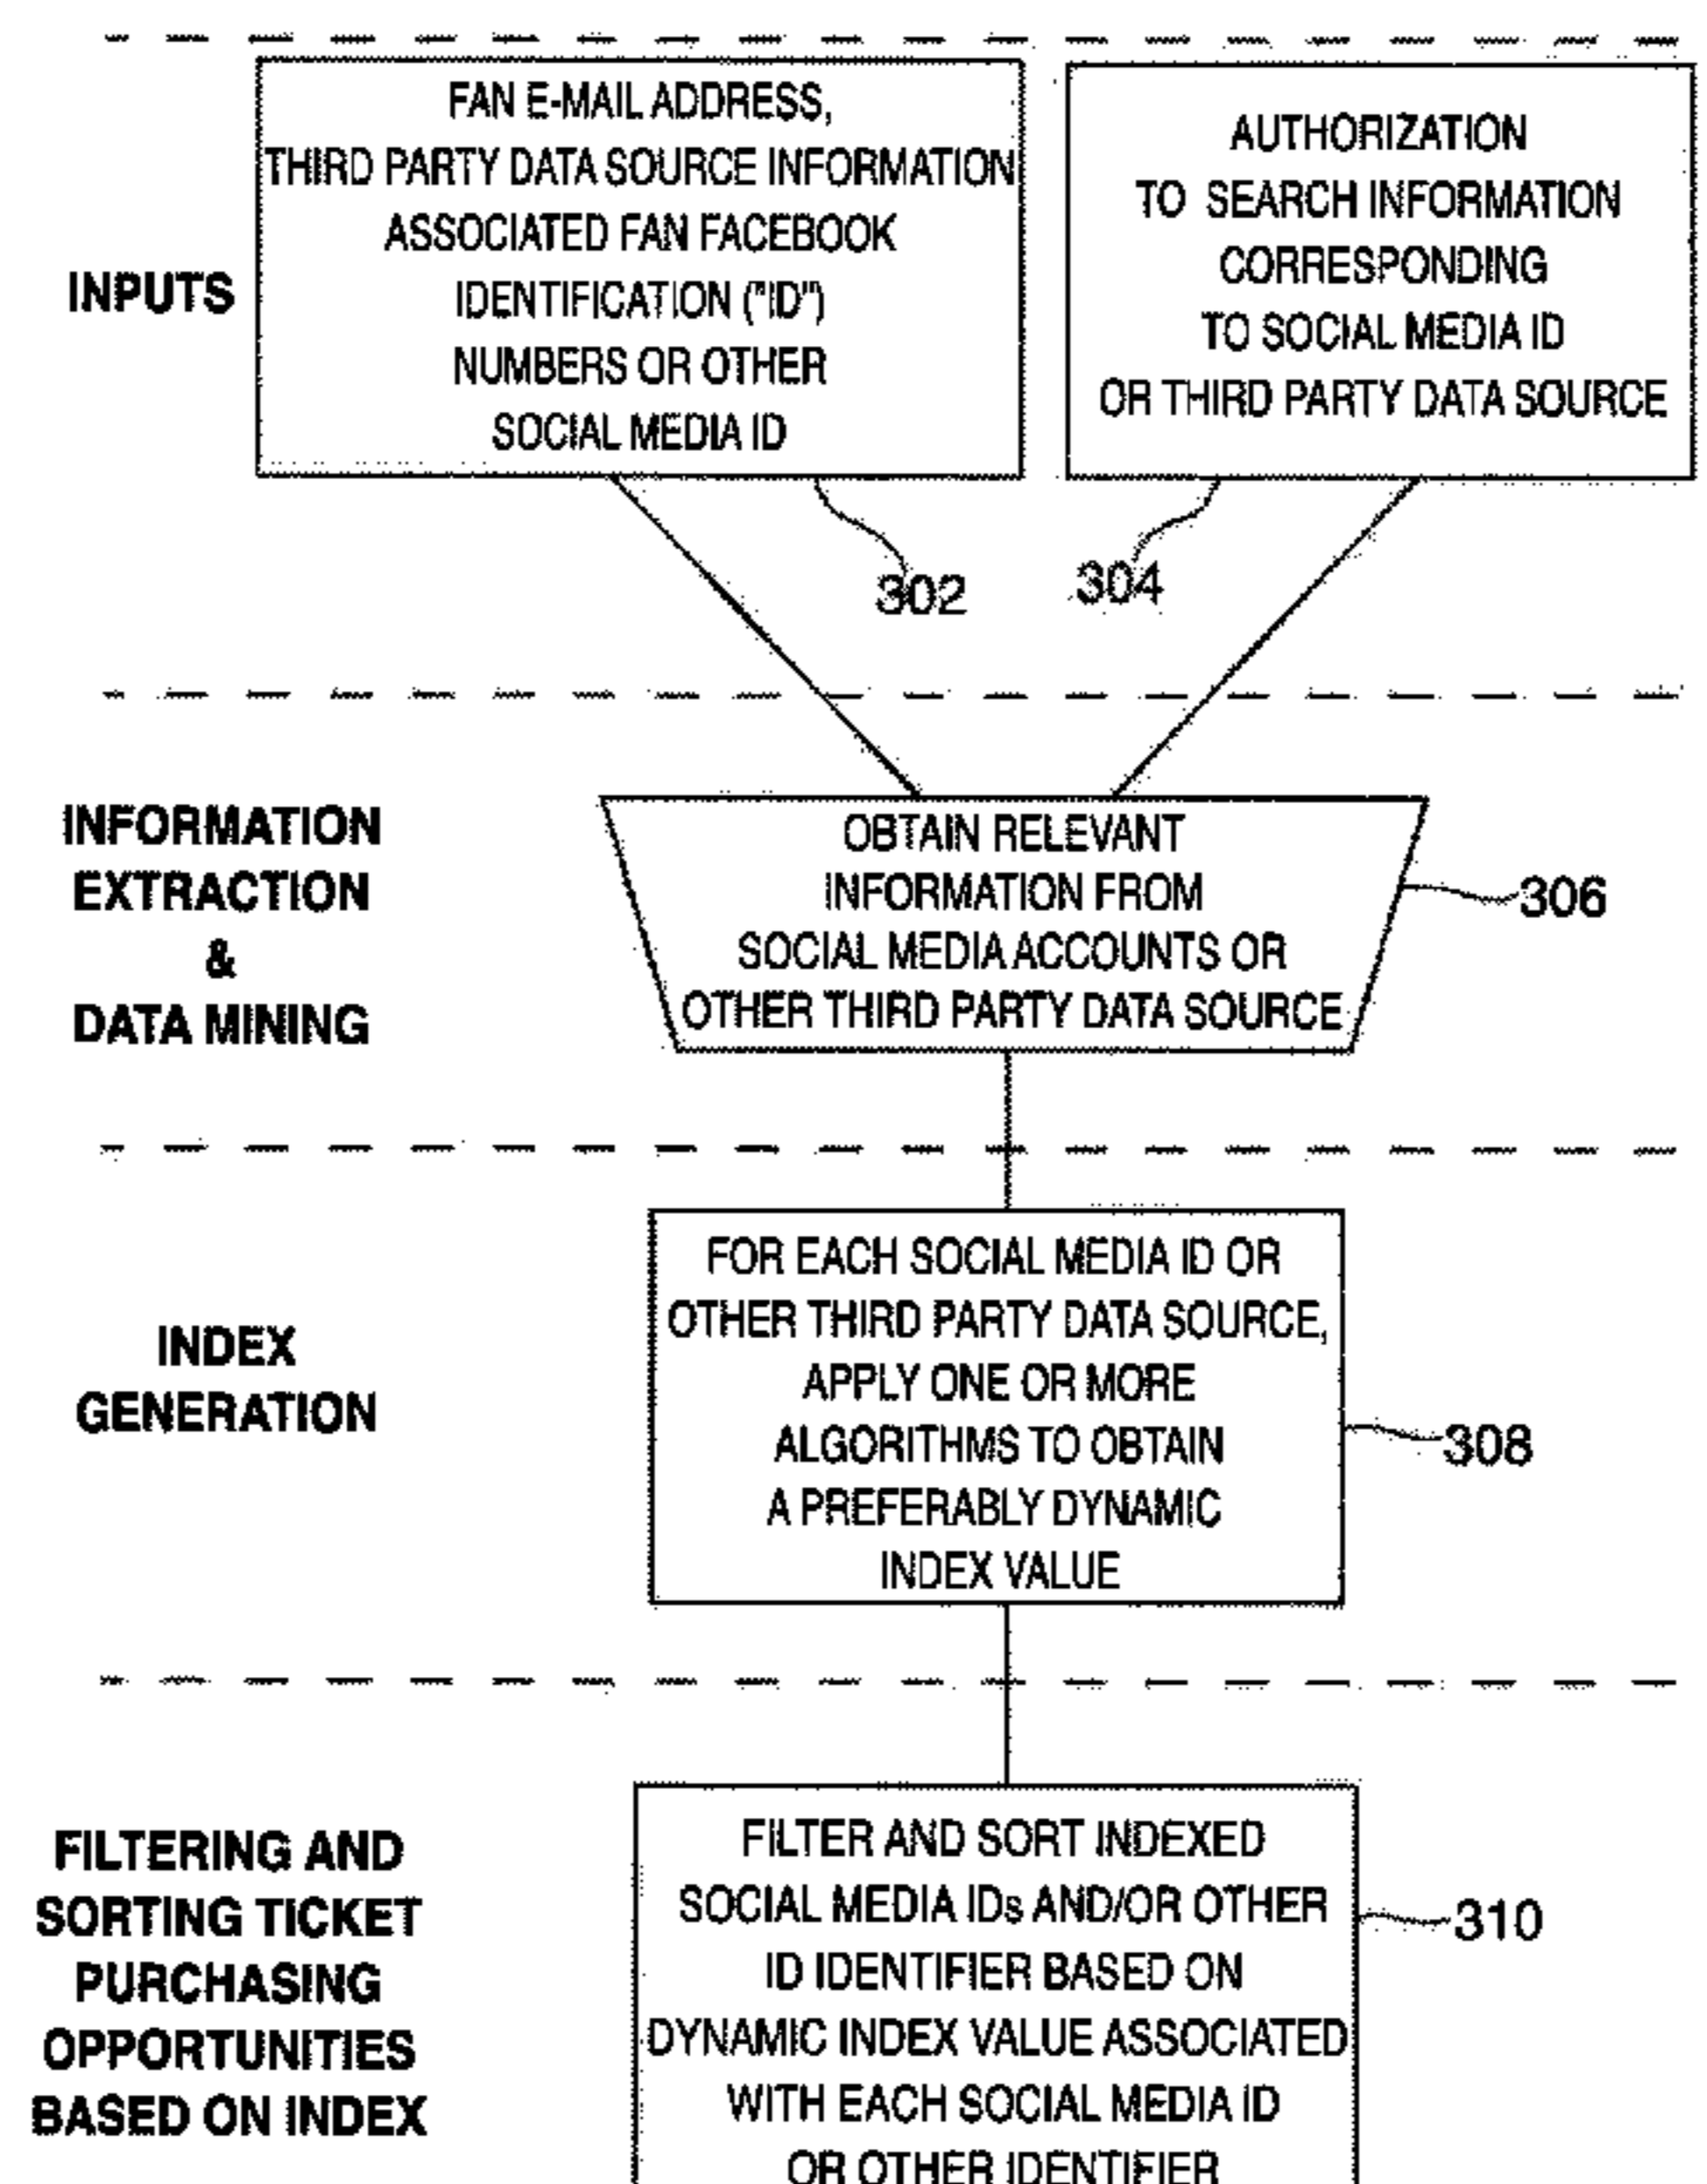 INPUTS
FAN E-MAIL ADDRESS,
THIRD PARTY DATA SOURCE INFORMATION
ASSOCIATED FAN FACEBOOK
IDENTIFICATION ("ID")
NUMBERS OR OTHER
SOCIAL MEDIA ID
302
AUTHORIZATION
TO SEARCH INFORMATION
CORRESPONDING
TO SOCIAL MEDIA ID
OR THIRD PARTY DATA SOURCE
304
INFORMATION
EXTRACTION
&
DATA MINING
OBTAIN RELEVANT
INFORMATION FROM
SOCIAL MEDIA ACCOUNTS OR
OTHER THIRD PARTY DATA SOURCE
306
INDEX
GENERATION
FOR EACH SOCIAL MEDIA ID OR
OTHER THIRD PARTY DATA SOURCE,
APPLY ONE OR MORE
ALGORITHMS TO OBTAIN
A PREFERABLY DYNAMIC
INDEX VALUE
308
FILTERING AND
SORTING TICKET
PURCHASING
OPPORTUNITIES
BASED ON INDEX
FILTER AND SORT INDEXED
SOCIAL MEDIA IDs AND/OR OTHER
ID IDENTIFIER BASED ON
DYNAMIC INDEX VALUE ASSOCIATED
WITH EACH SOCIAL MEDIA ID
OR OTHER IDENTIFIER
310